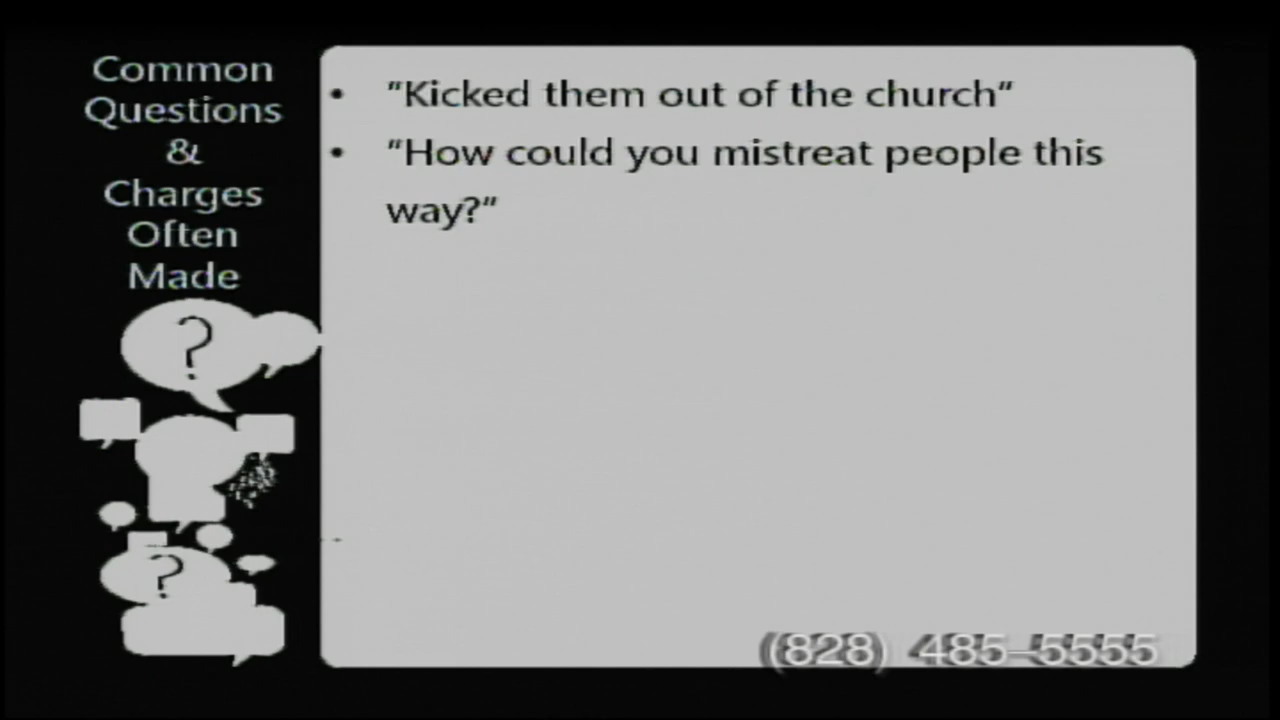 Common
Questions
&
Charges
Often
Made
?
?
• "Kicked them out of the church"
• "How could you mistreat people this
way?"
(828) 485-5555